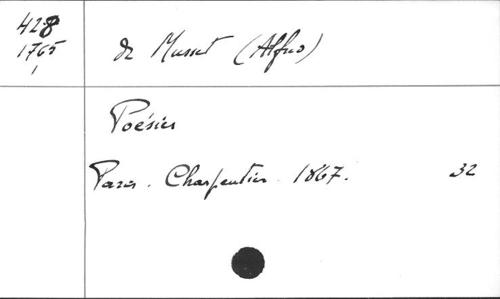 428
1765
1
de Musset (Alfred)
Poésies
Paris. Charpentier. 1867. 32